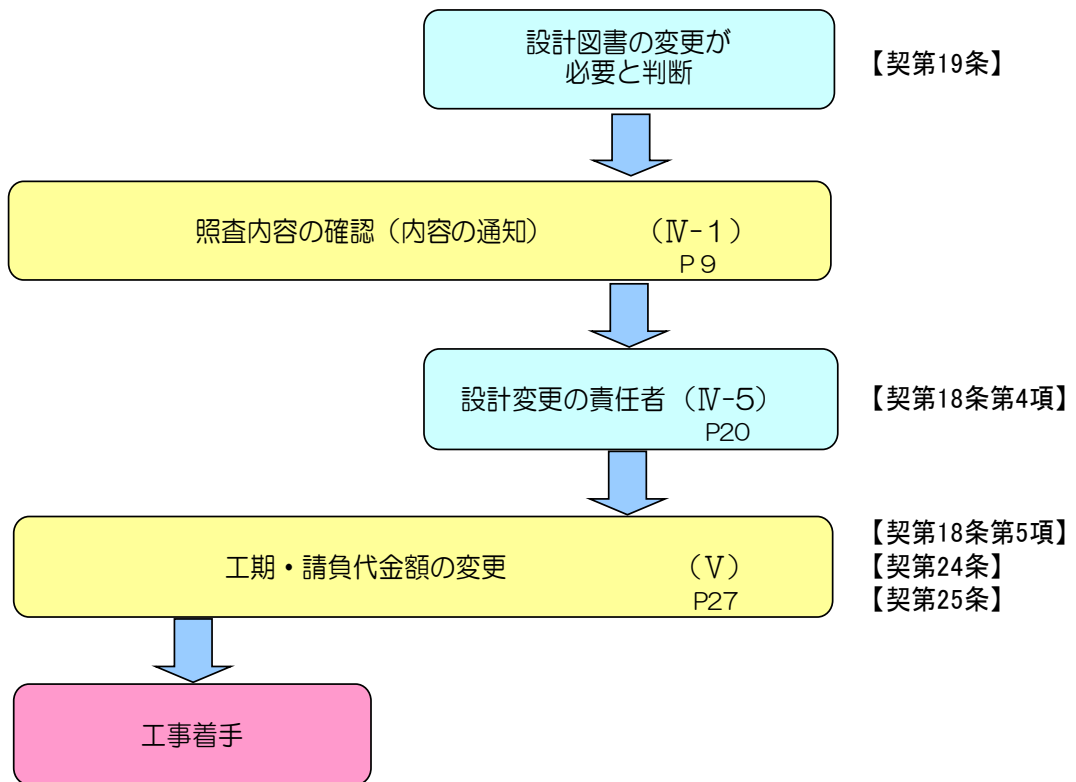 設計図書の変更が
必要と判断
【契第19条】
照査内容の確認（内容の通知） （Ⅳ-１）
Ｐ９
設計変更の責任者（Ⅳ-5）
P20
【契第18条第4項】
工期・請負代金額の変更 （Ⅴ）
P27
【契第18条第5項】
【契第24条】
【契第25条】
工事着手